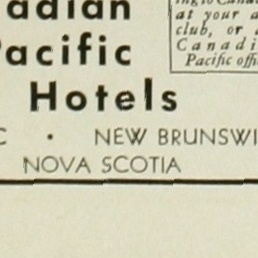 adian
Pacific
Hotels
at your a
club, or a
Canadi
Pacific offi
C • NEW BRUNSWI
NOVA SCOTIA